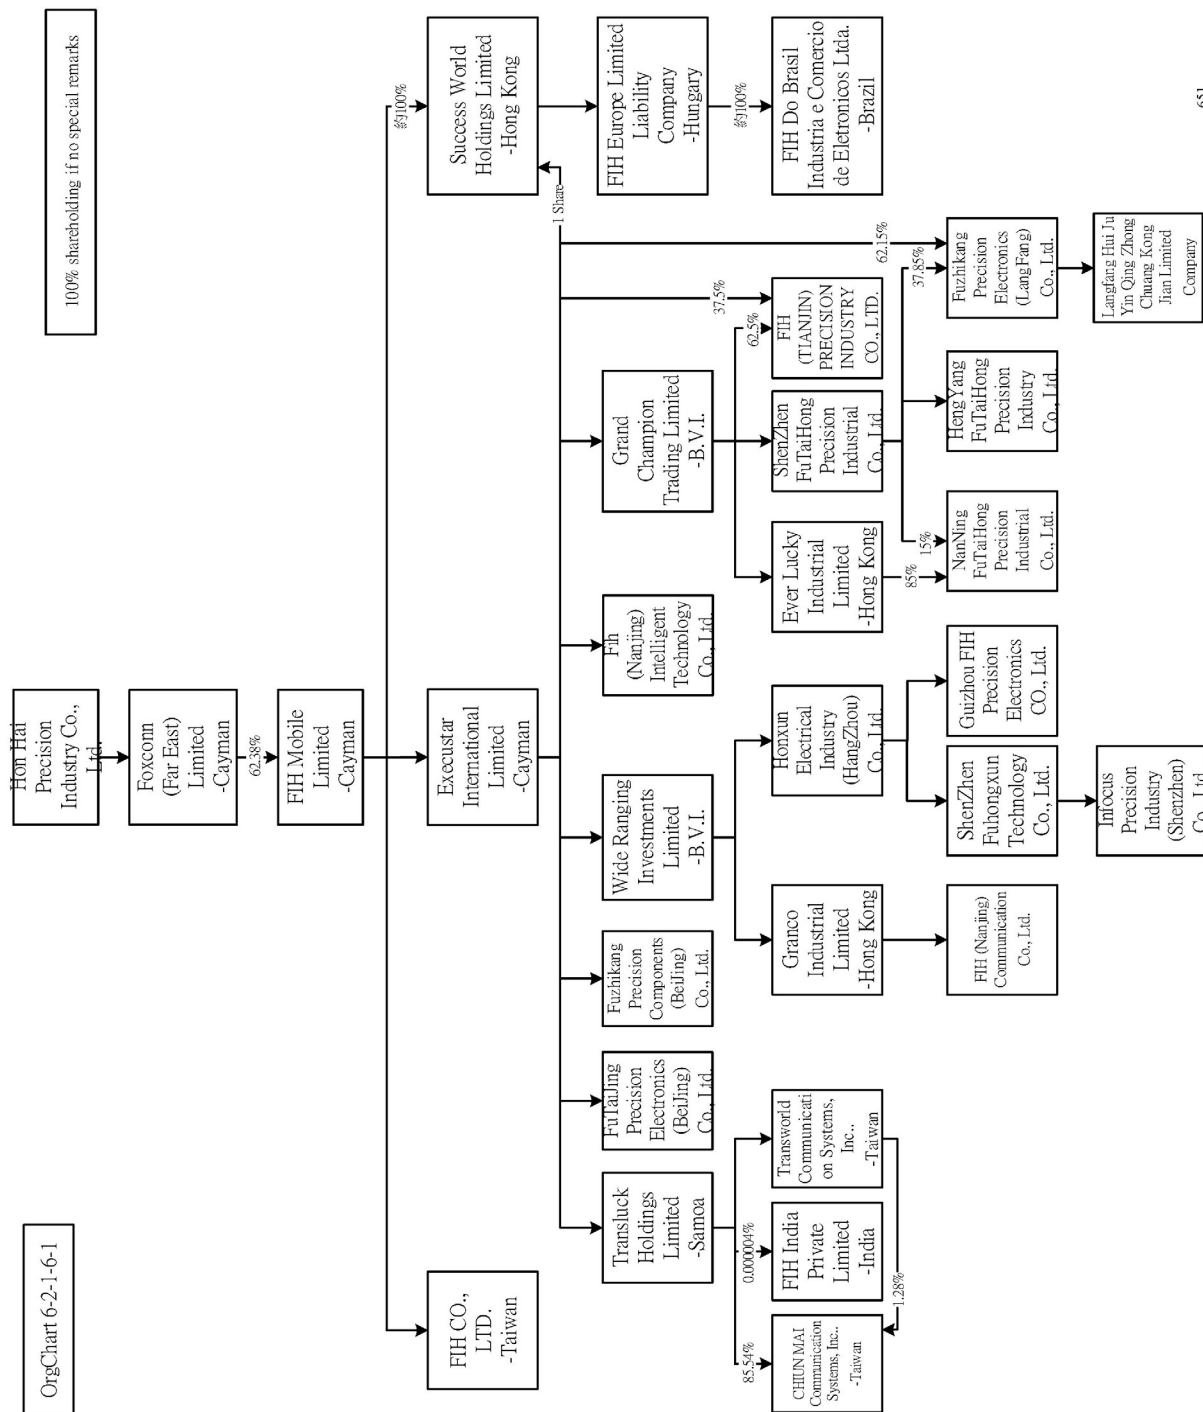 OrgChart 6-2-1-6-1
100% shareholding if no special remarks
Hon Hai
Precision
Industry Co.,
Ltd.
Foxconn
(Far East)
Limited
-Cayman
62.38%
FIH Mobile
Limited
-Cayman
FIH CO.,
LTD.
-Taiwan
Execustar
International
Limited
-Cayman
約100%
Success World
Holdings Limited
-Hong Kong
1 Share
Transluck
Holdings
Limited
-Samoa
FuTaiJing
Precision
Electronics
(BeiJing)
Co., Ltd.
Fuzhikang
Precision
Components
(BeiJing)
Co., Ltd.
Wide Ranging
Investments
Limited
-B.V.I.
Fih
(Nanjing)
Intelligent
Technology
Co., Ltd.
Grand
Champion
Trading Limited
-B.V.I.
FIH Europe Limited
Liability
Company
-Hungary
85.54%
0.000004%
62.5%
37.5%
約100%
CHIUN MAI
Communication
Systems, Inc..
-Taiwan
FIH India
Private
Limited
-India
Transworld
Communicati
on Systems,
Inc..
-Taiwan
Granco
Industrial
Limited
-Hong Kong
Honxun
Electrical
Industry
(HangZhou)
Co., Ltd.
Ever Lucky
Industrial
Limited
-Hong Kong
ShenZhen
FuTaiHong
Precision
Industrial
Co., Ltd.
FIH
(TIANJIN)
PRECISION
INDUSTRY
CO., LTD.
FIH Do Brasil
Industria e Comercio
de Eletronicos Ltda.
-Brazil
1.28%
85%
15%
37.85%
62.15%
FIH (Nanjing)
Communication
Co., Ltd.
ShenZhen
Fuhongxun
Technology
Co., Ltd.
Guizhou FIH
Precision
Electronics
CO., Ltd.
NanNing
FuTaiHong
Precision
Industrial
Co., Ltd.
HengYang
FuTaiHong
Precision
Industry
Co., Ltd.
Fuzhikang
Precision
Electronics
(LangFang)
Co., Ltd.
Infocus
Precision
Industry
(Shenzhen)
Co., Ltd.
Langfang Hui Ju
Yin Qing Zhong
Chuang Kong
Jian Limited
Company